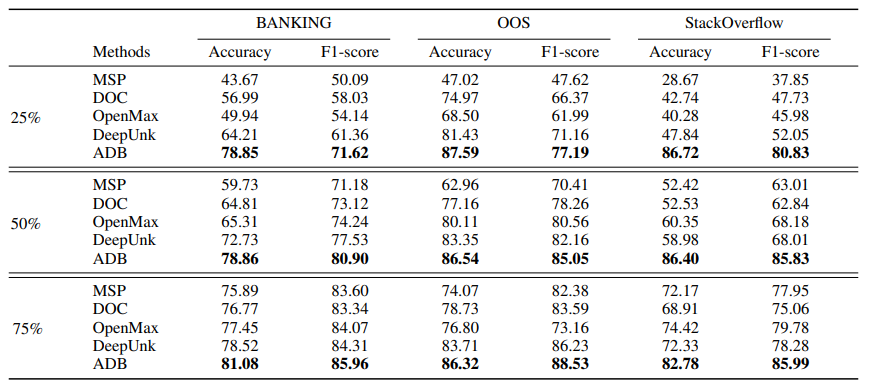 BANKING OOS StackOverflow
Methods Accuracy F1-score Accuracy F1-score Accuracy F1-score
MSP 43.67 50.09 47.02 47.62 28.67 37.85
DOC 56.99 58.03 74.97 66.37 42.74 47.73
25% OpenMax 49.94 54.14 68.50 61.99 40.28 45.98
DeepUnk 64.21 61.36 81.43 71.16 47.84 52.05
ADB 78.85 71.62 87.59 77.19 86.72 80.83
MSP 59.73 71.18 62.96 70.41 52.42 63.01
DOC 64.81 73.12 77.16 78.26 52.53 62.84
50% OpenMax 65.31 74.24 80.11 80.56 60.35 68.18
DeepUnk 72.73 77.53 83.35 82.16 58.98 68.01
ADB 78.86 80.90 86.54 85.05 86.40 85.83
MSP 75.89 83.60 74.07 82.38 72.17 77.95
DOC 76.77 83.34 78.73 83.59 68.91 75.06
75% OpenMax 77.45 84.07 76.80 73.16 74.42 79.78
DeepUnk 78.52 84.31 83.71 86.23 72.33 78.28
ADB 81.08 85.96 86.32 88.53 82.78 85.99